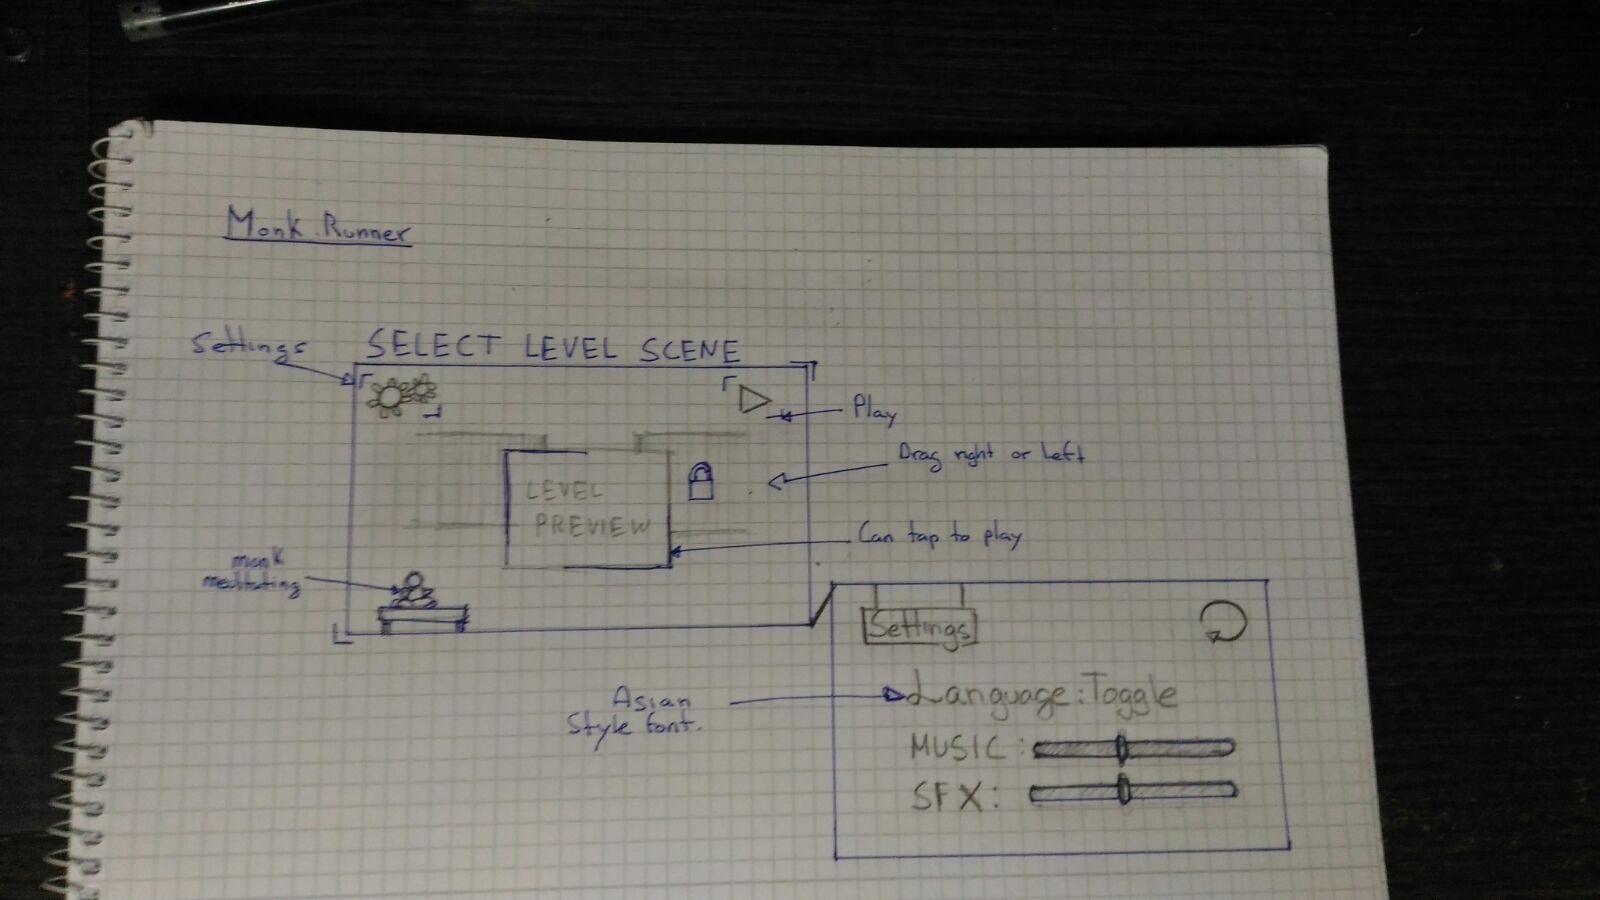 Monk Runner
Settings
SELECT LEVEL SCENE
Play
Drag right or left
LEVEL
PREVIEW
Can tap to play
monk
meditating
Settings
Asian
Style font.
Language: Toggle
MUSIC:
SFX: